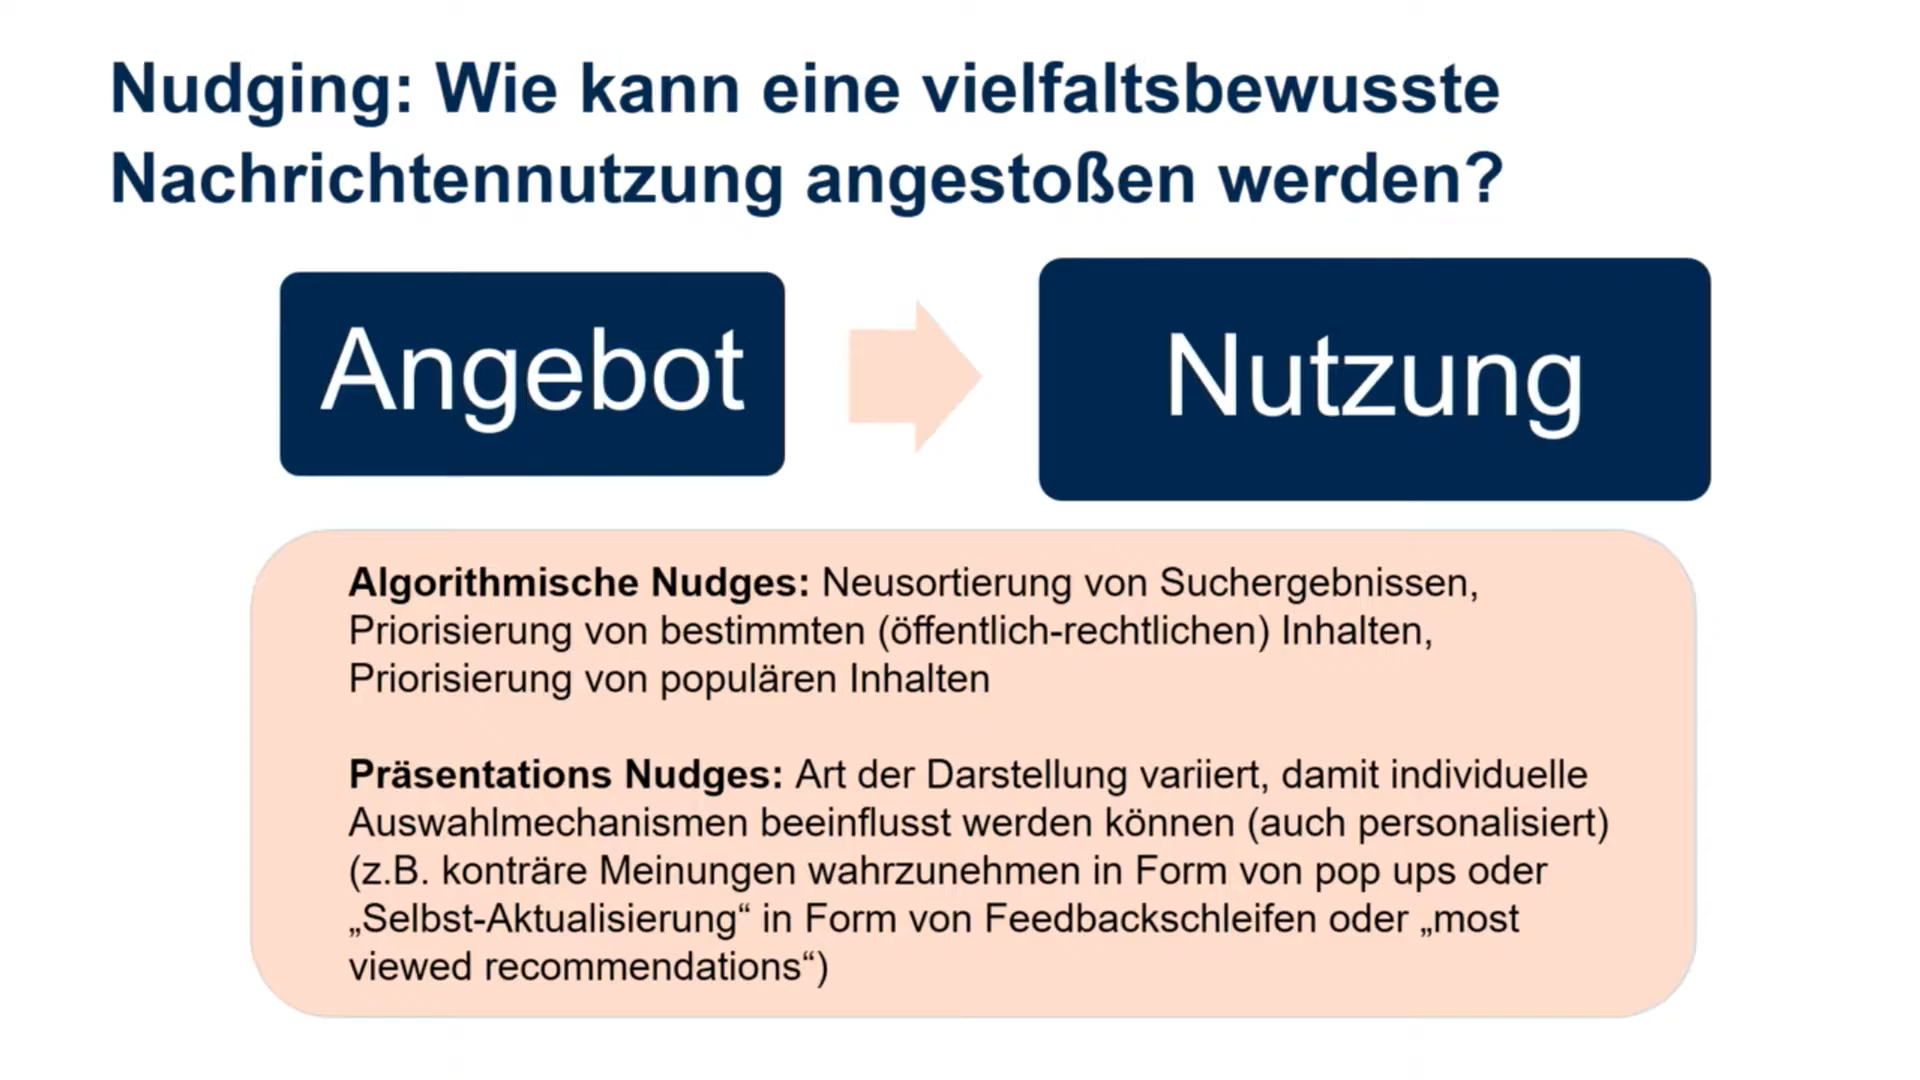 Nudging: Wie kann eine vielfaltsbewusste
Nachrichtennutzung angestoßen werden?
Angebot
Nutzung
Algorithmische Nudges: Neusortierung von Suchergebnissen,
Priorisierung von bestimmten (öffentlich-rechtlichen) Inhalten,
Priorisierung von populären Inhalten
Präsentations Nudges: Art der Darstellung variiert, damit individuelle
Auswahlmechanismen beeinflusst werden können (auch personalisiert)
(z.B. konträre Meinungen wahrzunehmen in Form von pop ups oder
„Selbst-Aktualisierung“ in Form von Feedbackschleifen oder „most
viewed recommendations“)